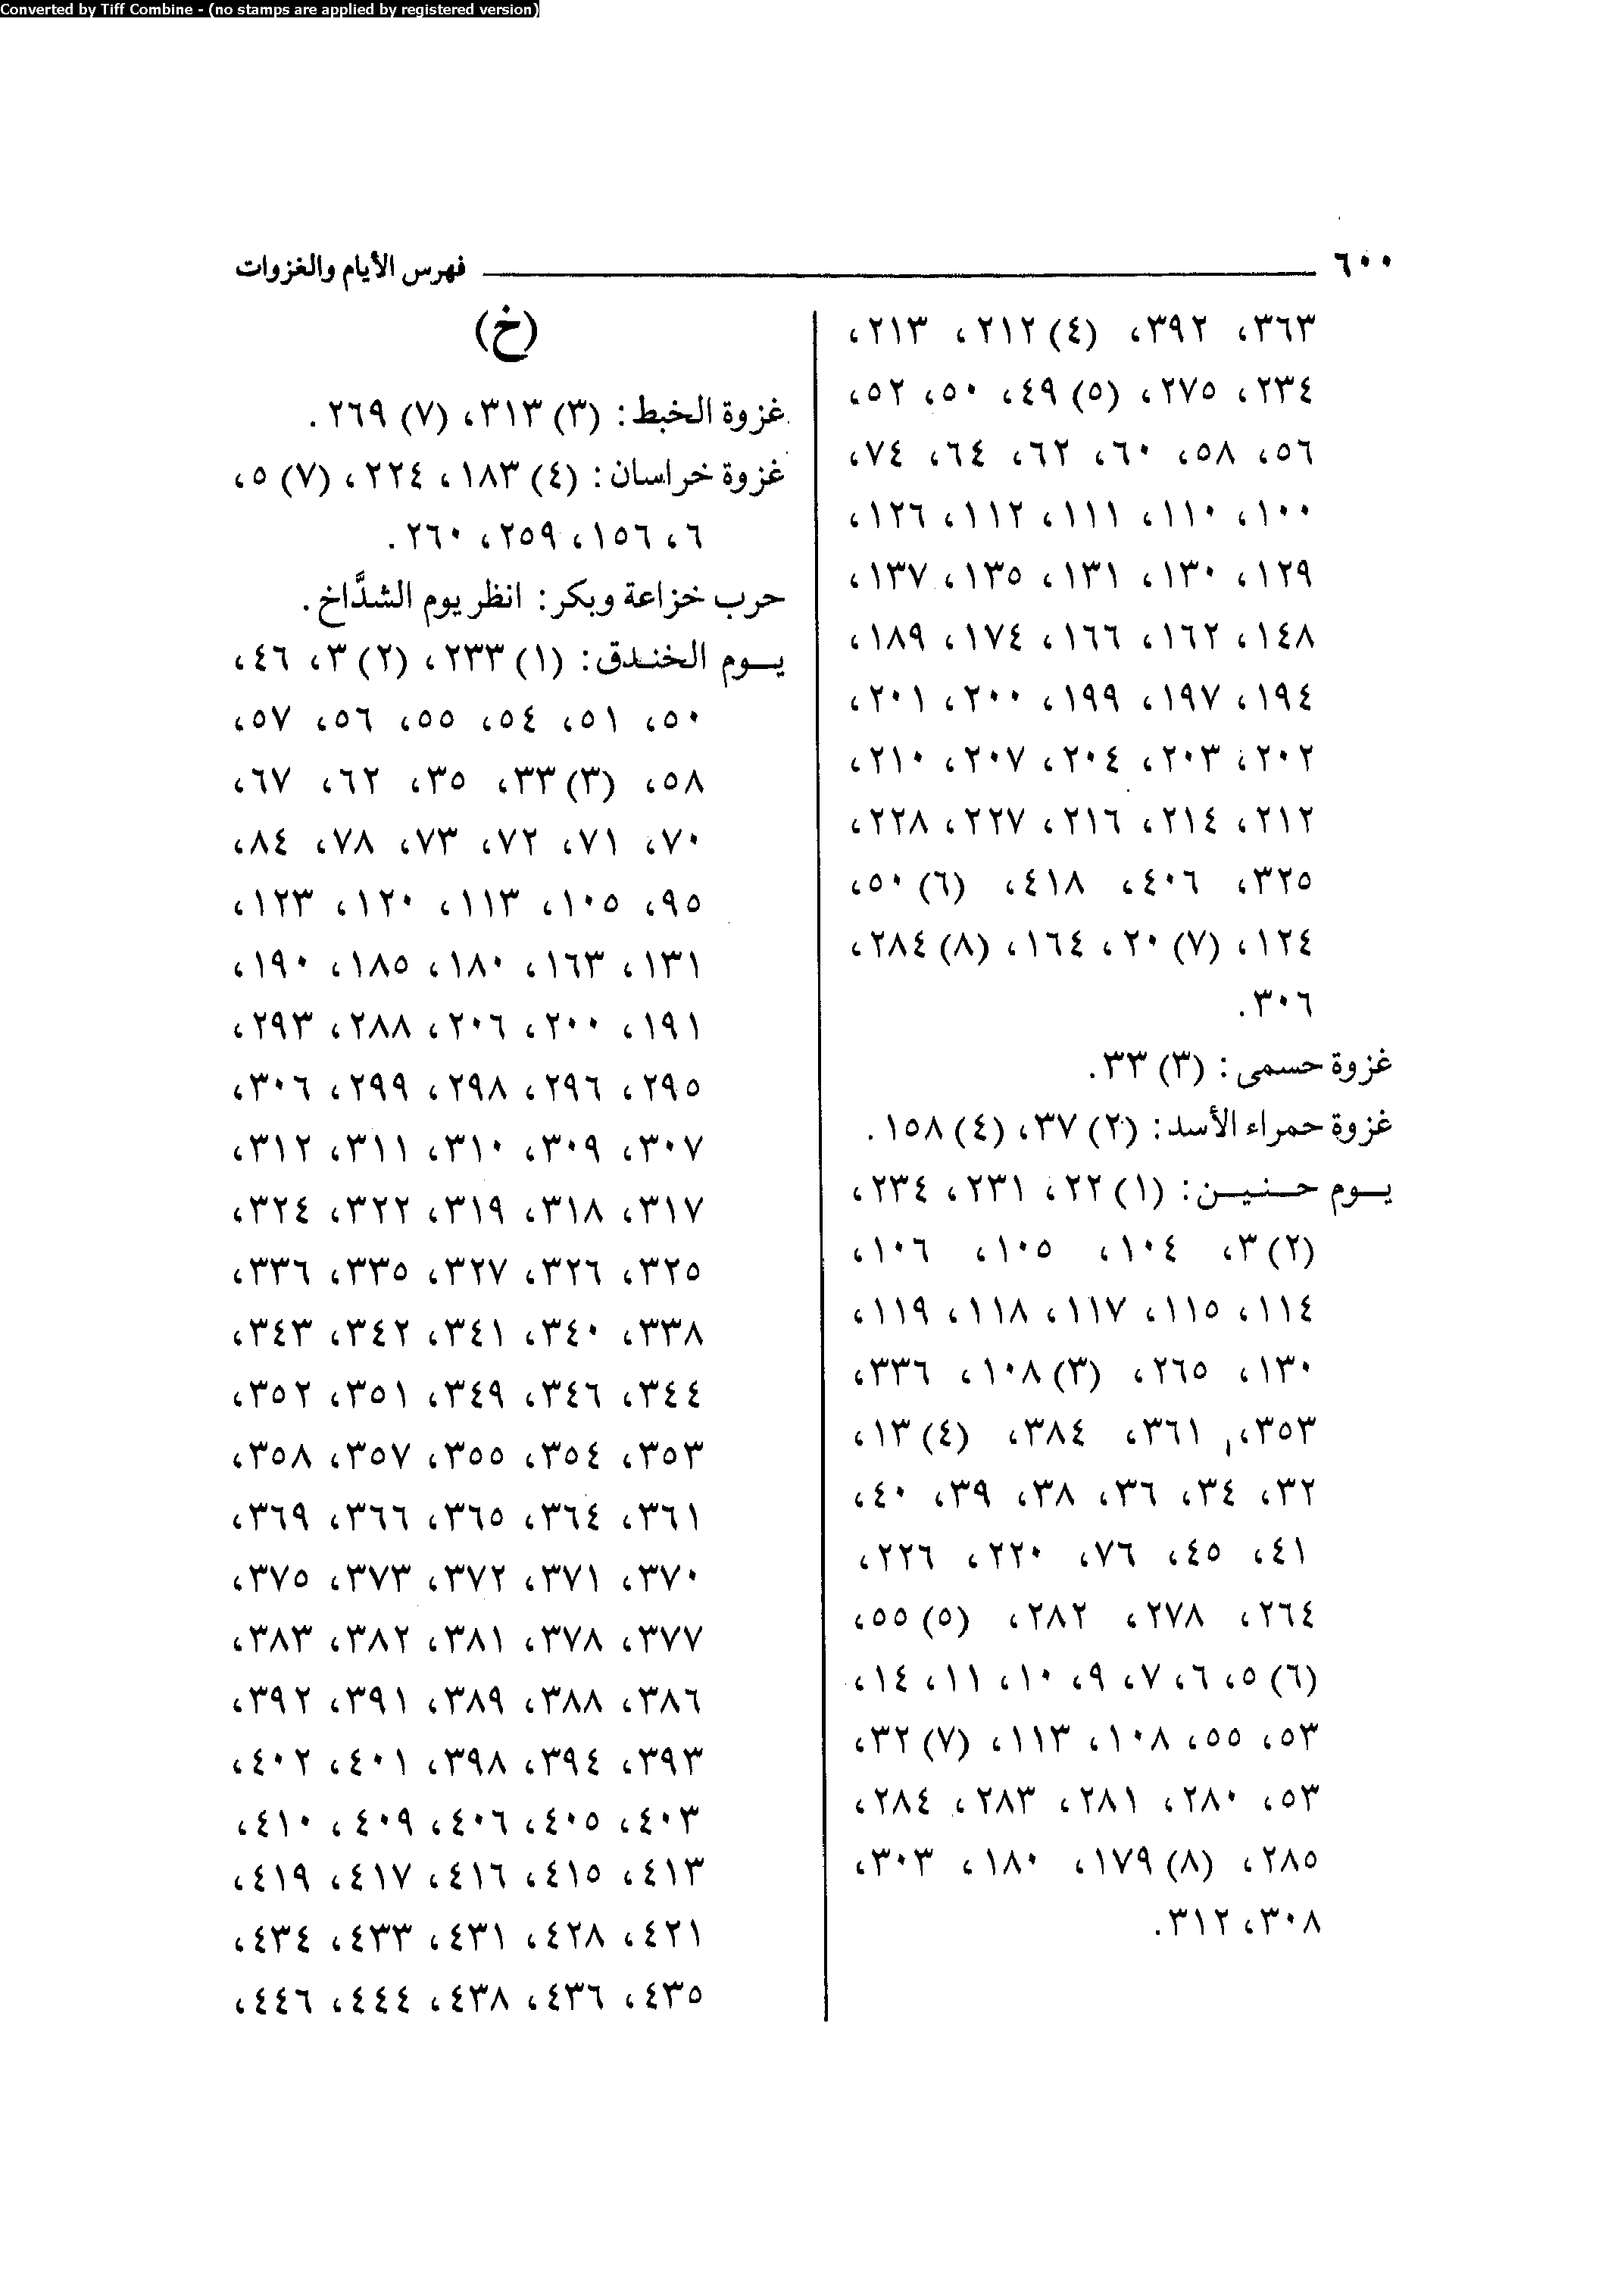 Converted by Tiff Combine - (no stamps are applied by registered version)
٦٠٠ فهرس الأيام والغزوات
٣٦٣، ٣٩٢، (٤) ٢١٢، ٢١٣،
٢٣٤، ٢٧٥، (٥) ٤٩، ٥٠، ٥٢،
٥٦، ٥٨، ٦٠، ٦٢، ٦٤، ٧٤،
١٠٠، ١١٠، ١١١، ١١٢، ١٢٦،
١٢٩، ١٣٠، ١٣١، ١٣٥، ١٣٧،
١٤٨، ١٦٢، ١٦٦، ١٧٤، ١٨٩،
١٩٤، ١٩٧، ١٩٩، ٢٠٠، ٢٠١،
٢٠٢، ٢٠٣، ٢٠٤، ٢٠٧، ٢١٠،
٢١٢، ٢١٤، ٢١٦، ٢٢٧، ٢٢٨،
٣٢٥، ٤٠٦، ٤١٨، (٦) ٥٠،
١٢٤، (٧) ٢٠، ١٦٤، (٨) ٢٨٤،
٣٠٦.
غزوة حسمى: (٣) ٣٣.
غزوة حمراء الأسد: (٢) ٣٧، (٤) ١٥٨.
يـوم حـنـيـن: (١) ٢٢، ٢٣١، ٢٣٤،
(٢) ٣، ١٠٤، ١٠٥، ١٠٦،
١١٤، ١١٥، ١١٧، ١١٨، ١١٩،
١٣٠، ٢٦٥، (٣) ١٠٨، ٣٣٦،
٣٥٣، ٣٦١، ٣٨٤، (٤) ١٣،
٣٢، ٣٤، ٣٦، ٣٨، ٣٩، ٤٠،
٤١، ٤٥، ٧٦، ٢٢٠، ٢٢٦،
٢٦٤، ٢٧٨، ٢٨٢، (٥) ٥٥،
(٦) ٥، ٦، ٧، ٩، ١٠، ١١، ١٤،
٥٣، ٥٥، ١٠٨، ١١٣، (٧) ٣٢،
٥٣، ٢٨٠، ٢٨١، ٢٨٣، ٢٨٤،
٢٨٥، (٨) ١٧٩، ١٨٠، ٣٠٣،
٣٠٨، ٣١٢.
(خ)
غزوة الخبط: (٣) ٣١٣، (٧) ٢٦٩.
غزوة خراسان: (٤) ١٨٣، ٢٢٤، (٧) ٥،
٦، ١٥٦، ٢٥٩، ٢٦٠.
حرب خزاعة وبكر: انظر يوم الشدَّاخ.
يـوم الخندق: (١) ٢٣٣، (٢) ٣، ٤٦،
٥٠، ٥١، ٥٤، ٥٥، ٥٦، ٥٧،
٥٨، (٣) ٣٣، ٣٥، ٦٢، ٦٧،
٧٠، ٧١، ٧٢، ٧٣، ٧٨، ٨٤،
٩٥، ١٠٥، ١١٣، ١٢٠، ١٢٣،
١٣١، ١٦٣، ١٨٠، ١٨٥، ١٩٠،
١٩١، ٢٠٠، ٢٠٦، ٢٨٨، ٢٩٣،
٢٩٥، ٢٩٦، ٢٩٨، ٢٩٩، ٣٠٦،
٣٠٧، ٣٠٩، ٣١٠، ٣١١، ٣١٢،
٣١٧، ٣١٨، ٣١٩، ٣٢٢، ٣٢٤،
٣٢٥، ٣٢٦، ٣٢٧، ٣٣٥، ٣٣٦،
٣٣٨، ٣٤٠، ٣٤١، ٣٤٢، ٣٤٣،
٣٤٤، ٣٤٦، ٣٤٩، ٣٥١، ٣٥٢،
٣٥٣، ٣٥٤، ٣٥٥، ٣٥٧، ٣٥٨،
٣٦١، ٣٦٤، ٣٦٥، ٣٦٦، ٣٦٩،
٣٧٠، ٣٧١، ٣٧٢، ٣٧٣، ٣٧٥،
٣٧٧، ٣٧٨، ٣٨١، ٣٨٢، ٣٨٣،
٣٨٦، ٣٨٨، ٣٨٩، ٣٩١، ٣٩٢،
٣٩٣، ٣٩٤، ٣٩٨، ٤٠١، ٤٠٢،
٤٠٣، ٤٠٥، ٤٠٦، ٤٠٩، ٤١٠،
٤١٣، ٤١٥، ٤١٦، ٤١٧، ٤١٩،
٤٢١، ٤٢٨، ٤٣١، ٤٣٣، ٤٣٤،
٤٣٥، ٤٣٦، ٤٣٨، ٤٤٤، ٤٤٦،